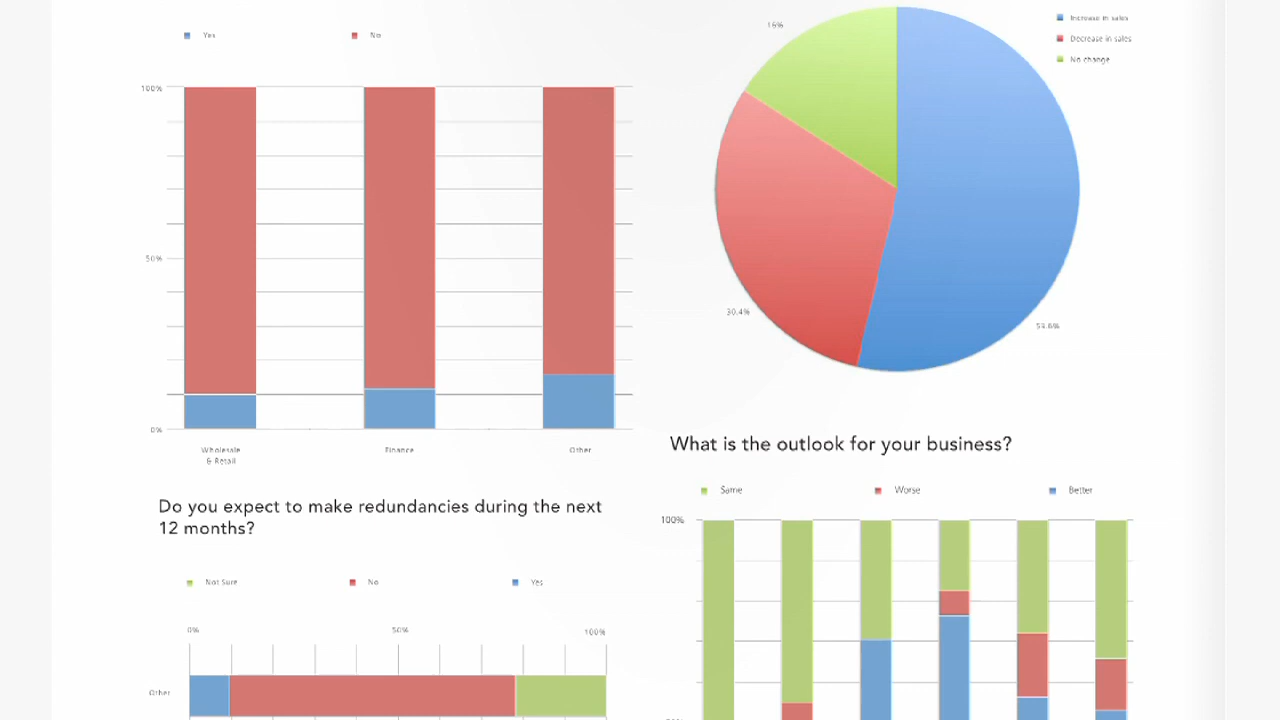 Yes
No
100%
50%
0%
Wholesale
& Retail
Finance
Other
Do you expect to make redundancies during the next
12 months?
Not Sure
No
Yes
0%
50%
100%
Other
16%
30.4%
53.6%
Increase in sales
Decrease in sales
No change
What is the outlook for your business?
Same
Worse
Better
100%